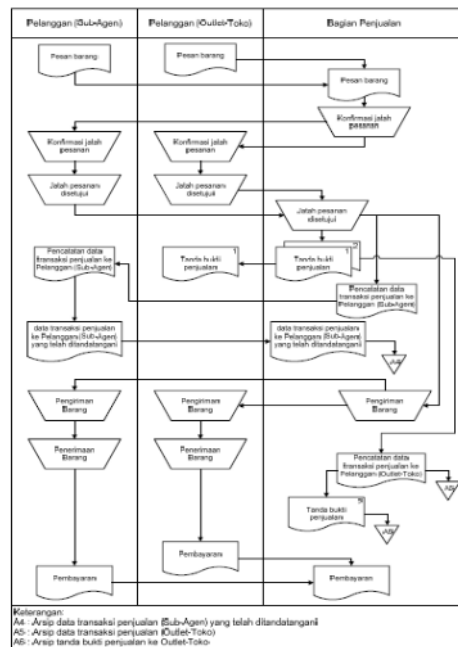 Pelanggan (Sub-Agen)
Pelanggan (Outlet-Toko)
Bagian Penjualan
Pesan barang
Pesan barang
Pesan barang
Konfirmasi jatah
pesanan
Konfirmasi jatah
pesanan
Konfirmasi jatah
pesanan
Jatah pesanan
disetujui
Jatah pesanan
disetujui
Jatah pesanan
disetujui
Pencatatan data
transaksi penjualan ke
Pelanggan (Sub-Agen)
1
Tanda bukti
penjualan
2
1
Tanda bukti
penjualan
Pencatatan data
transaksi penjualan ke
Pelanggan (Sub-Agen)
data transaksi penjualan
ke Pelanggan (Sub-Agen)
yang telah ditandatangani
data transaksi penjualan
ke Pelanggan (Sub-Agen)
yang telah ditandatangani
A4
Pengiriman
Barang
Pengiriman
Barang
Pengiriman
Barang
Penerimaan
Barang
Penerimaan
Barang
Pencatatan data
transaksi penjualan ke
Pelanggan (Outlet-Toko)
A5
Tanda bukti
penjualan
A6
Pembayaran
Pembayaran
Pembayaran
Keterangan:
A4 : Arsip data transaksi penjualan (Sub-Agen) yang telah ditandatangani
A5 : Arsip data transaksi penjualan (Outlet-Toko)
A6 : Arsip tanda bukti penjualan ke Outlet-Toko